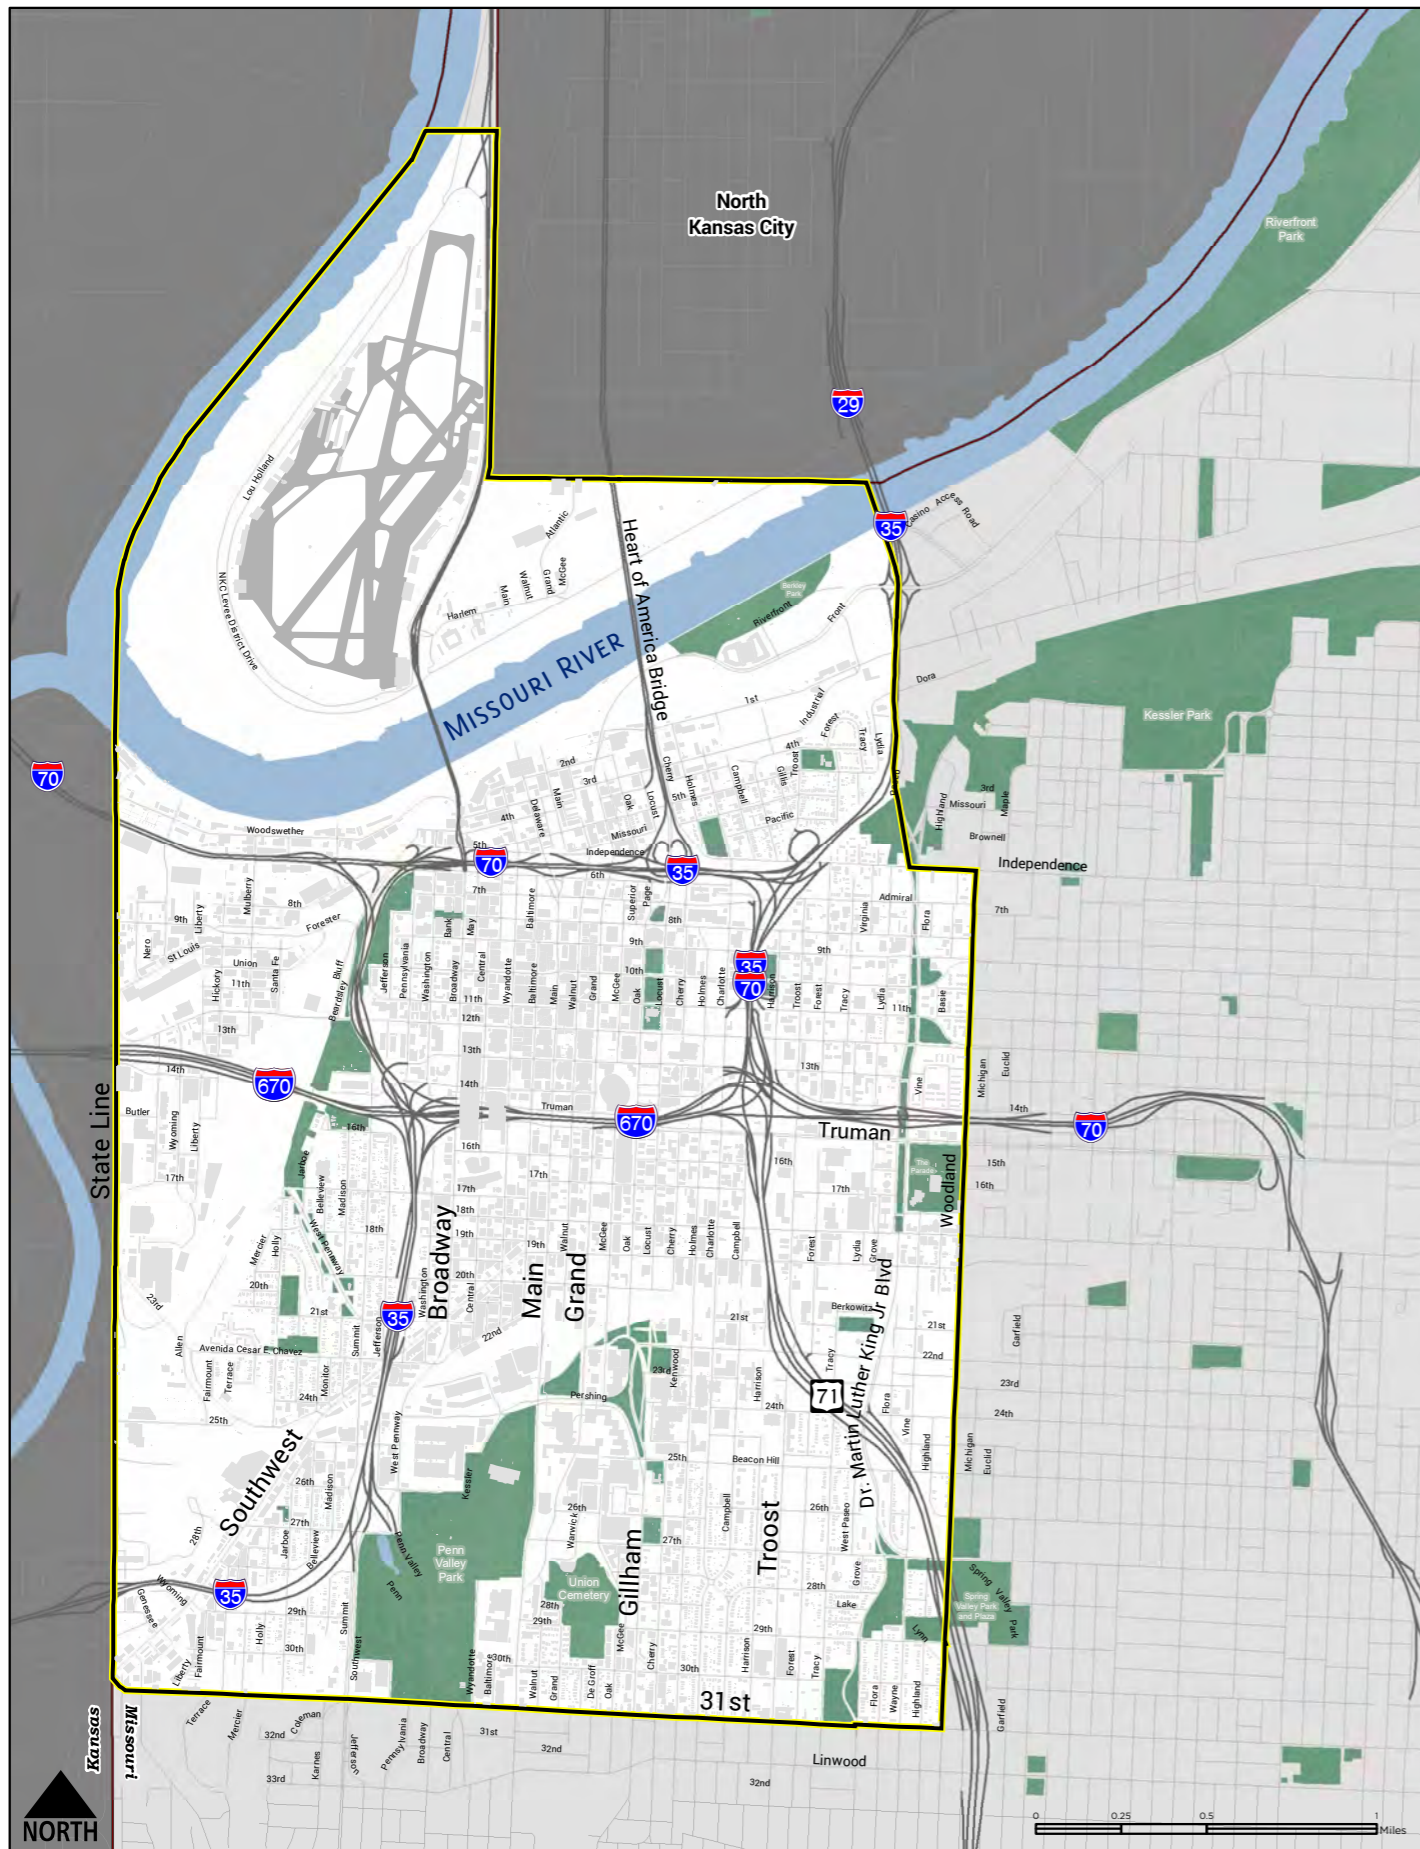 North
Kansas City
Riverfront
Park
29
Lou Holland
35
Casino Access Road
Atlantic
Heart of America Bridge
McGee
Grand
Walnut
Main
Harlem
NKC Levee District Drive
Berkley
Park
Riverfront
Front
MISSOURI RIVER
Dora
1st
Industrial
Forest
Kessler Park
Tracy
Lydia
4th
Troost
Gillis
70
2nd
3rd
Cherry
Holmes
Campbell
5th
Main
Oak
Locust
Delaware
4th
Pacific
Missouri
3rd
Maple
Missouri
Highland
Brownell
Woodswether
5th
70
Independence
35
Independence
6th
7th
Superior
Page
Admiral
7th
Mulberry
8th
Liberty
9th
Forester
Baltimore
Bank
May
8th
Virginia
Flora
Nero
St Louis
Union
11th
Hickory
Santa Fe
Beardsley
Bluff
Jefferson
Pennsylvania
Washington
Broadway
Central
Wyandotte
Baltimore
Main
Walnut
Grand
McGee
Oak
9th
10th
Locust
Cherry
Holmes
Charlotte
35
70
Harrison
Troost
Forest
Tracy
9th
Lydia
11th
Basie
11th
12th
13th
13th
13th
14th
670
14th
Truman
670
Truman
Vine
Michigan
Euclid
14th
70
State Line
Butler
Wyoming
Liberty
17th
16th
Jarboe
Belleview
Madison
West Pennway
18th
16th
17th
18th
19th
20th
17th
16th
17th
The
Parade
Woodland
15th
16th
Mercier
Holly
20th
23rd
21st
Washington
Broadway
Central
19th
Walnut
McGee
Oak
Locust
Cherry
Holmes
Charlotte
Campbell
Forest
Lydia
Grove
Main
Grand
35
Allen
Avenida Cesar E Chavez
Fairmount
Terrace
Monitor
Summit
Jefferson
22nd
21st
Berkowitz
21st
Garfield
22nd
23rd
Kenwood
Tracy
23rd
24th
25th
Pershing
Harrison
24th
71
Dr. Martin Luther King Jr Blvd
Flora
Vine
24th
Southwest
West Pennway
Kessler
25th
Beacon Hill
Highland
Michigan
Euclid
26th
Madison
27th
28th
Jarboe
Belleview
26th
Warwick
27th
Campbell
Troost
26th
West Paseo
Penn Valley
Penn
Penn
Valley
Park
Union
Cemetery
Gillham
28th
Grove
Lake
Spring Valley Park
Spring
Valley Park
and Plaza
Wyoming
Genessee
35
29th
30th
Holly
Summit
Southwest
Liberty
Fairmount
28th
29th
30th
Wyandotte
Baltimore
Walnut
Grand
De Groff
Oak
McGee
Cherry
30th
29th
Harrison
Forest
Tracy
Lynn
31st
Flora
Wayne
Highland
Garfield
Kansas
Missouri
Terrace
Mercier
Coleman
32nd
33rd
Karnes
Jefferson
Pennsylvania
Broadway
Central
31st
32nd
Linwood
32nd
NORTH
0
0.25
0.5
1
Miles